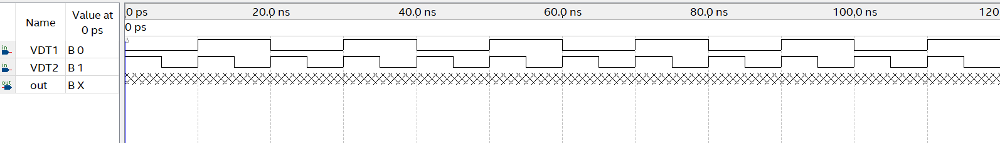 Name
Value at
0 ps
0 ps 20.0 ns 40.0 ns 60.0 ns 80.0 ns 100.0 ns 120.
0 ps
in VDT1 B 0
in VDT2 B 1
out out B X